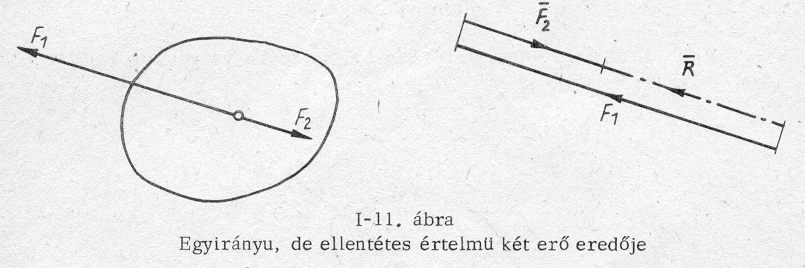 F₁
F₂
F̅₂
R̅
F₁
I-11. ábra
Egyirányu, de ellentétes értelmü két erő eredője